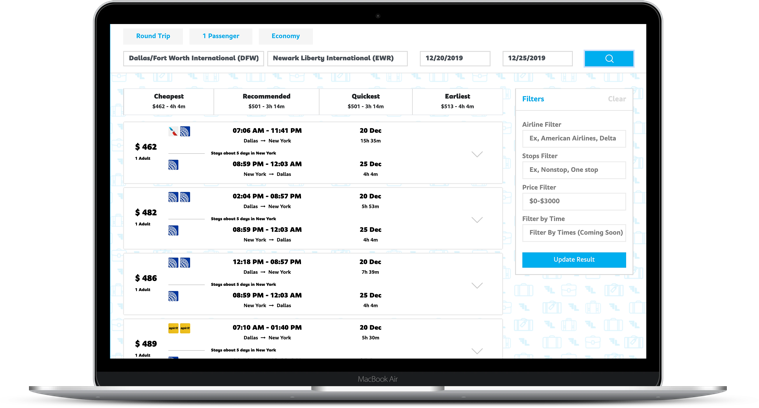 Round Trip
1 Passenger
Economy
Dallas/Fort Worth International (DFW)
Newark Liberty International (EWR)
12/20/2019
12/25/2019
Cheapest
$462 - 4h 4m
Recommended
$501 - 3h 14m
Quickest
$501 - 3h 14m
Earliest
$513 - 4h 4m
$ 462
1 Adult
07:06 AM - 11:41 PM
Dallas → New York
20 Dec
15h 35m
Stays about 5 days in New York
08:59 PM - 12:03 AM
New York → Dallas
25 Dec
4h 4m
$ 482
1 Adult
02:04 PM - 08:57 PM
Dallas → New York
20 Dec
5h 53m
Stays about 5 days in New York
08:59 PM - 12:03 AM
New York → Dallas
25 Dec
4h 4m
$ 486
1 Adult
12:18 PM - 08:57 PM
Dallas → New York
20 Dec
7h 39m
Stays about 5 days in New York
08:59 PM - 12:03 AM
New York → Dallas
25 Dec
4h 4m
$ 489
1 Adult
spirit spirit
07:10 AM - 01:40 PM
Dallas → New York
20 Dec
5h 30m
Stays about 5 days in New York
Filters
Clear
Airline Filter
Ex, American Airlines, Delta
Stops Filter
Ex, Nonstop, One stop
Price Filter
$0-$3000
Filter by Time
Filter By Times (Coming Soon)
Update Result
MacBook Air